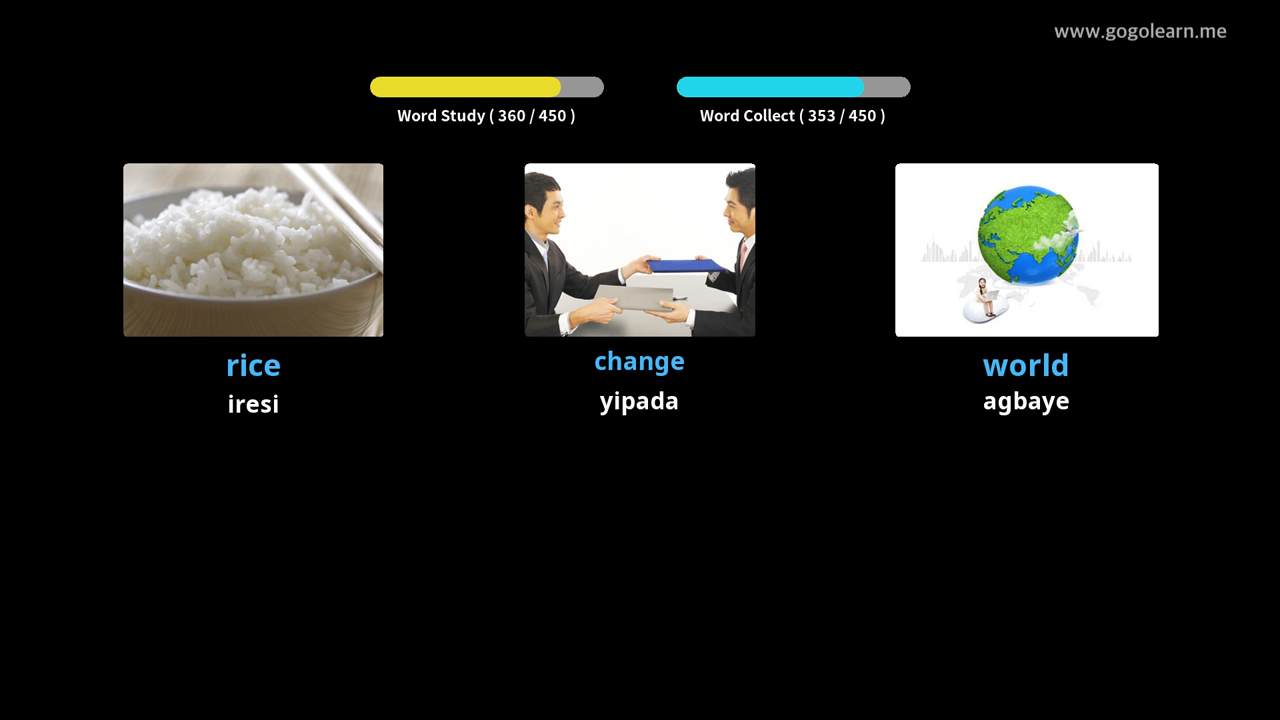 www.gogolearn.me
Word Study ( 360 / 450 )
Word Collect ( 353 / 450 )
rice
iresi
change
yipada
world
agbaye